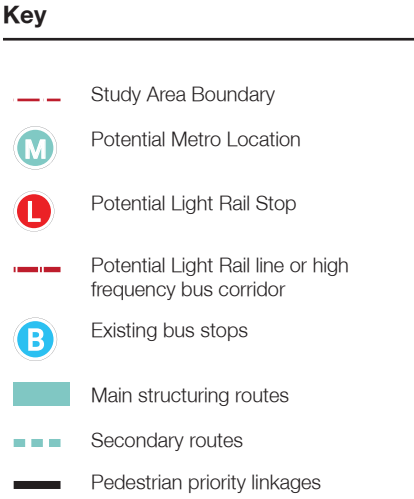 Key
Study Area Boundary
M
Potential Metro Location
L
Potential Light Rail Stop
Potential Light Rail line or high
frequency bus corridor
B
Existing bus stops
Main structuring routes
Secondary routes
Pedestrian priority linkages